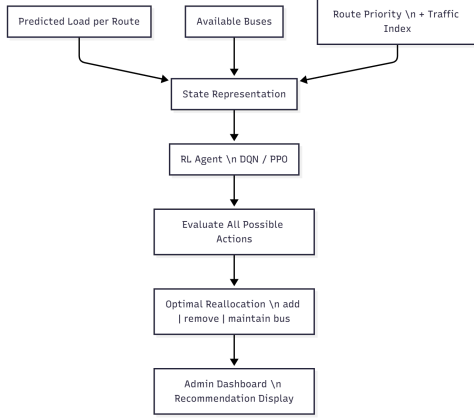 Predicted Load per Route
Available Buses
Route Priority \n + Traffic
Index
State Representation
RL Agent \n DQN / PPO
Evaluate All Possible
Actions
Optimal Reallocation \n add
| remove | maintain bus
Admin Dashboard \n
Recommendation Display